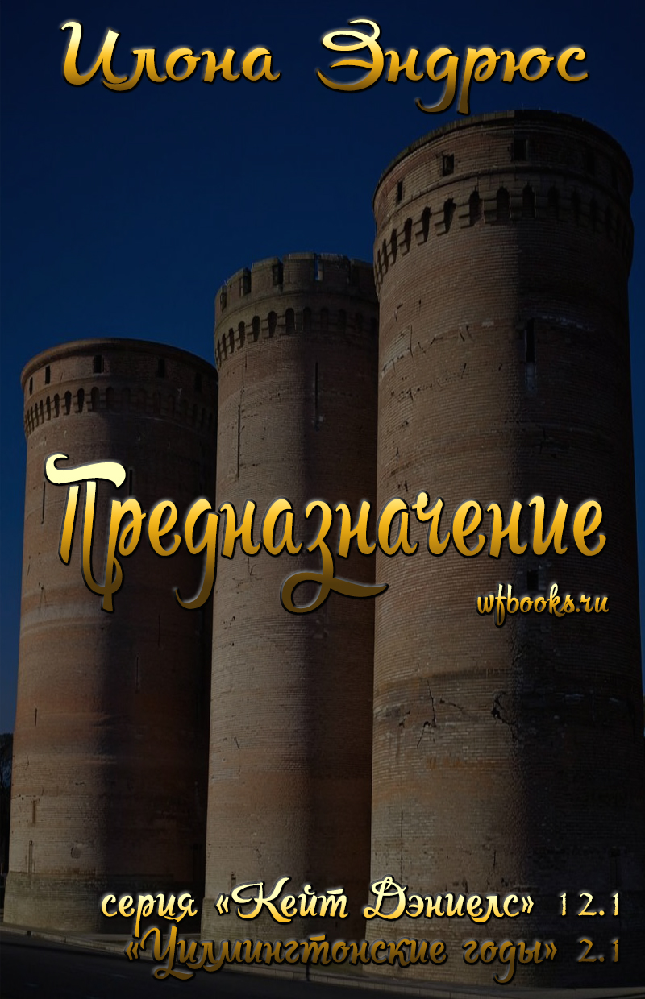 Илона Эндрюс
Предназначение
wfbooks.ru
серия «Кейт Дэниелс» 12.1
«Уилмингтонские годы» 2.1